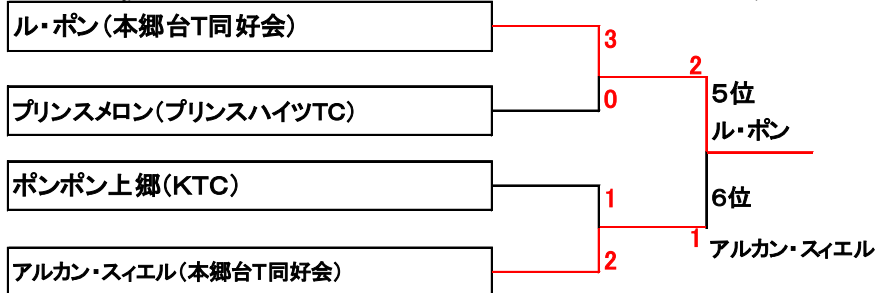 ル・ポン（本郷台T同好会）
3
2
プリンスメロン（プリンスハイツTC）
0
5位
ル・ポン
ポンポン上郷（KTC）
1
6位
1
アルカン・スィエル
アルカン・スィエル（本郷台T同好会）
2